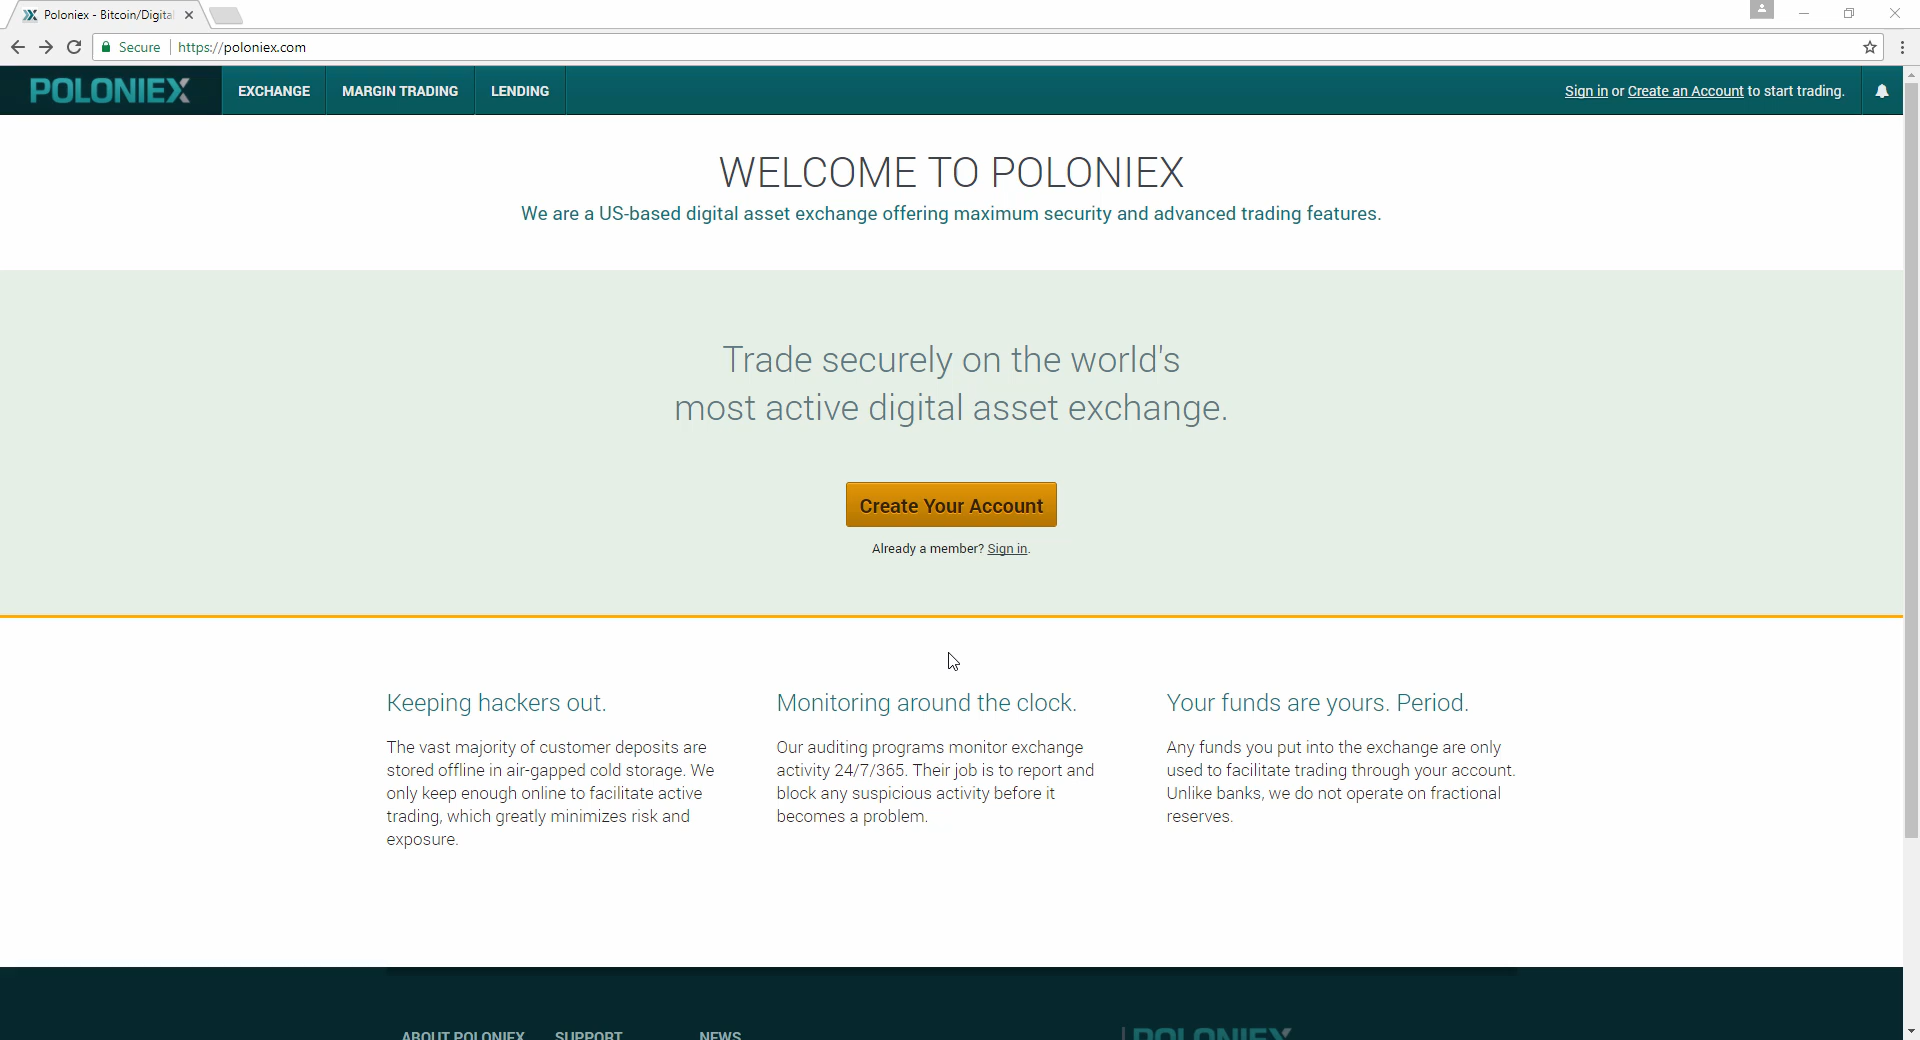 Poloniex - Bitcoin/Digita
Secure
https://poloniex.com
POLONIEX
EXCHANGE
MARGIN TRADING
LENDING
Sign in or Create an Account to start trading.
WELCOME TO POLONIEX
We are a US-based digital asset exchange offering maximum security and advanced trading features.
Trade securely on the world's
most active digital asset exchange.
Create Your Account
Already a member? Sign in.
Keeping hackers out.
The vast majority of customer deposits are
stored offline in air-gapped cold storage. We
only keep enough online to facilitate active
trading, which greatly minimizes risk and
exposure.
Monitoring around the clock.
Our auditing programs monitor exchange
activity 24/7/365. Their job is to report and
block any suspicious activity before it
becomes a problem.
Your funds are yours. Period.
Any funds you put into the exchange are only
used to facilitate trading through your account.
Unlike banks, we do not operate on fractional
reserves.
ABOUT POLONIEX
SUPPORT
NEWS
POLONIEX